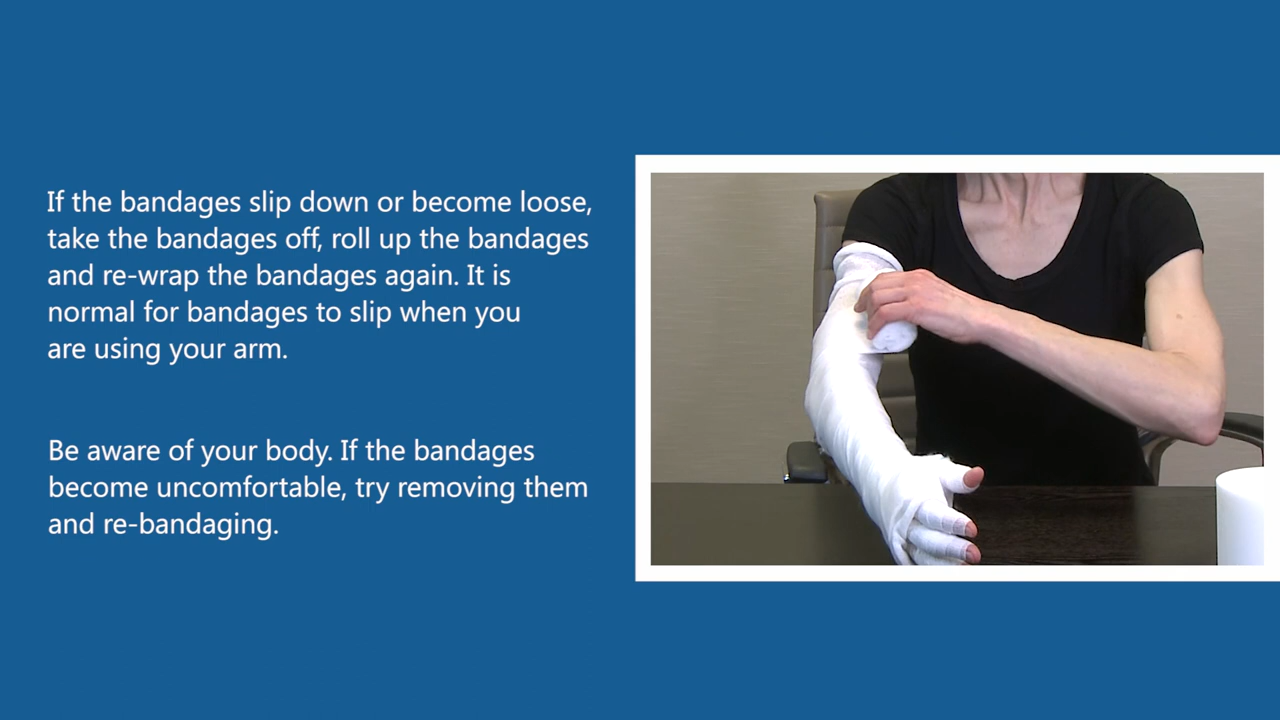 If the bandages slip down or become loose,
take the bandages off, roll up the bandages
and re-wrap the bandages again. It is
normal for bandages to slip when you
are using your arm.
Be aware of your body. If the bandages
become uncomfortable, try removing them
and re-bandaging.